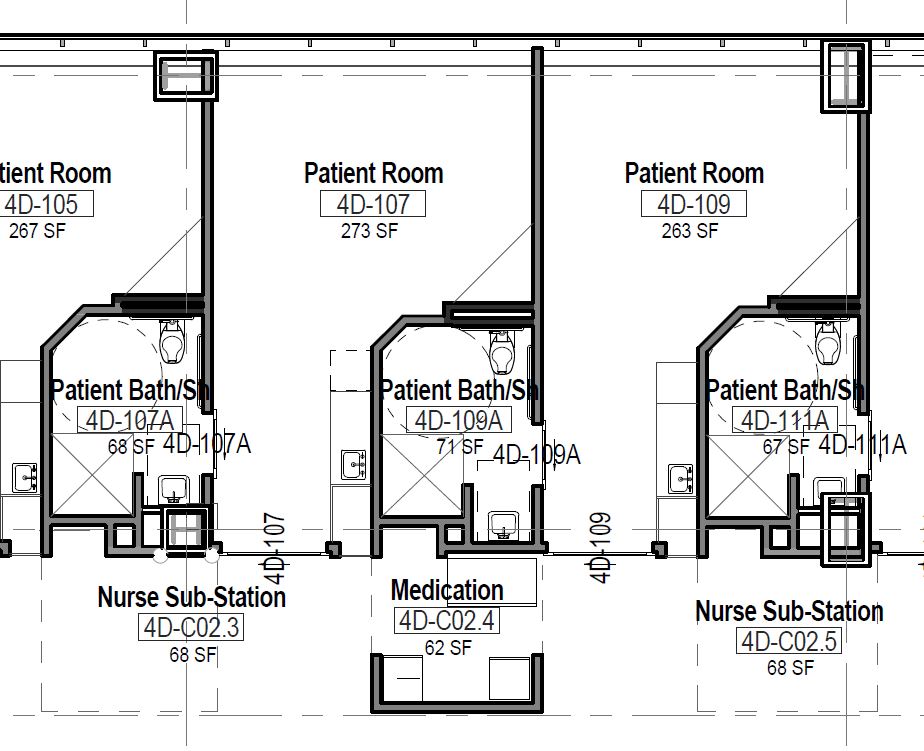 tient Room
4D-105
267 SF
Patient Room
4D-107
273 SF
Patient Room
4D-109
263 SF
Patient Bath/Sh
4D-107A
68 SF
4D-107A
Patient Bath/Sh
4D-109A
71 SF
4D-109A
Patient Bath/Sh
4D-111A
67 SF
4D-111A
4D-107
4D-109
Nurse Sub-Station
4D-C02.3
68 SF
Medication
4D-C02.4
62 SF
Nurse Sub-Station
4D-C02.5
68 SF